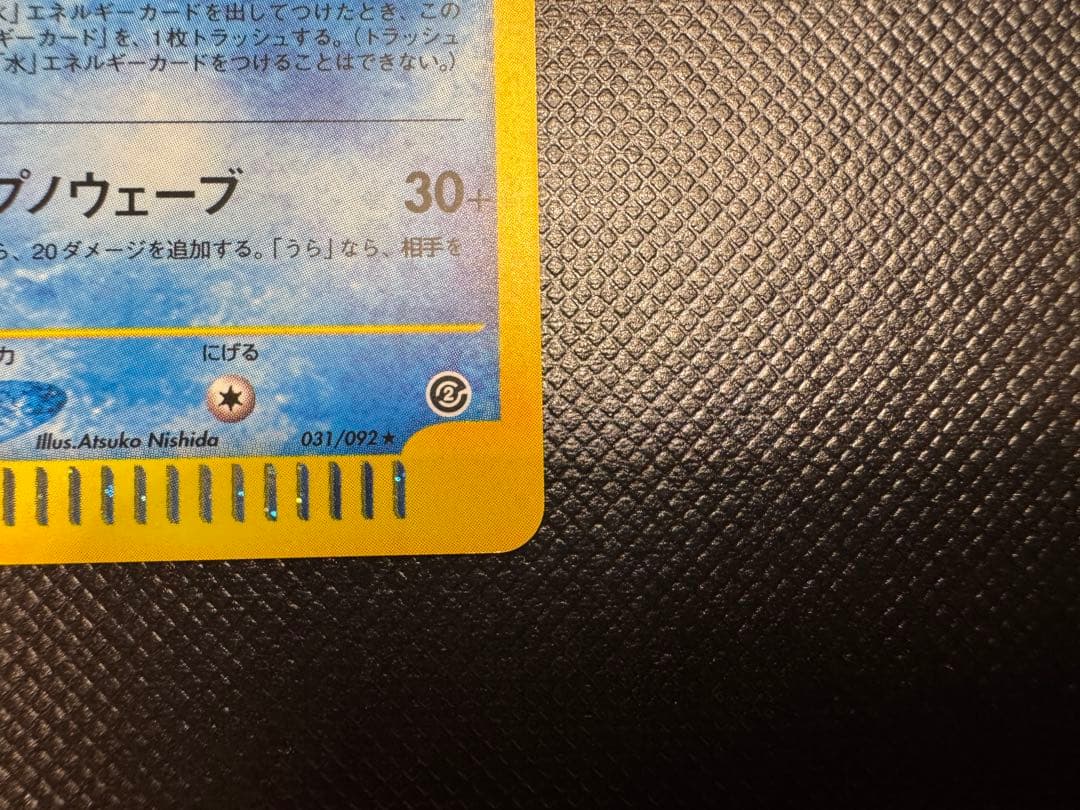 水」エネルギーカードを出してつけたとき、この
ギーカード」を、1枚トラッシュする。(トラッシュ
「水」エネルギーカードをつけることはできない。)
プノウェーブ 30+
ら、20ダメージを追加する。「うら」なら、相手を
力 にげる
2
Illus.Atsuko Nishida 031/092★